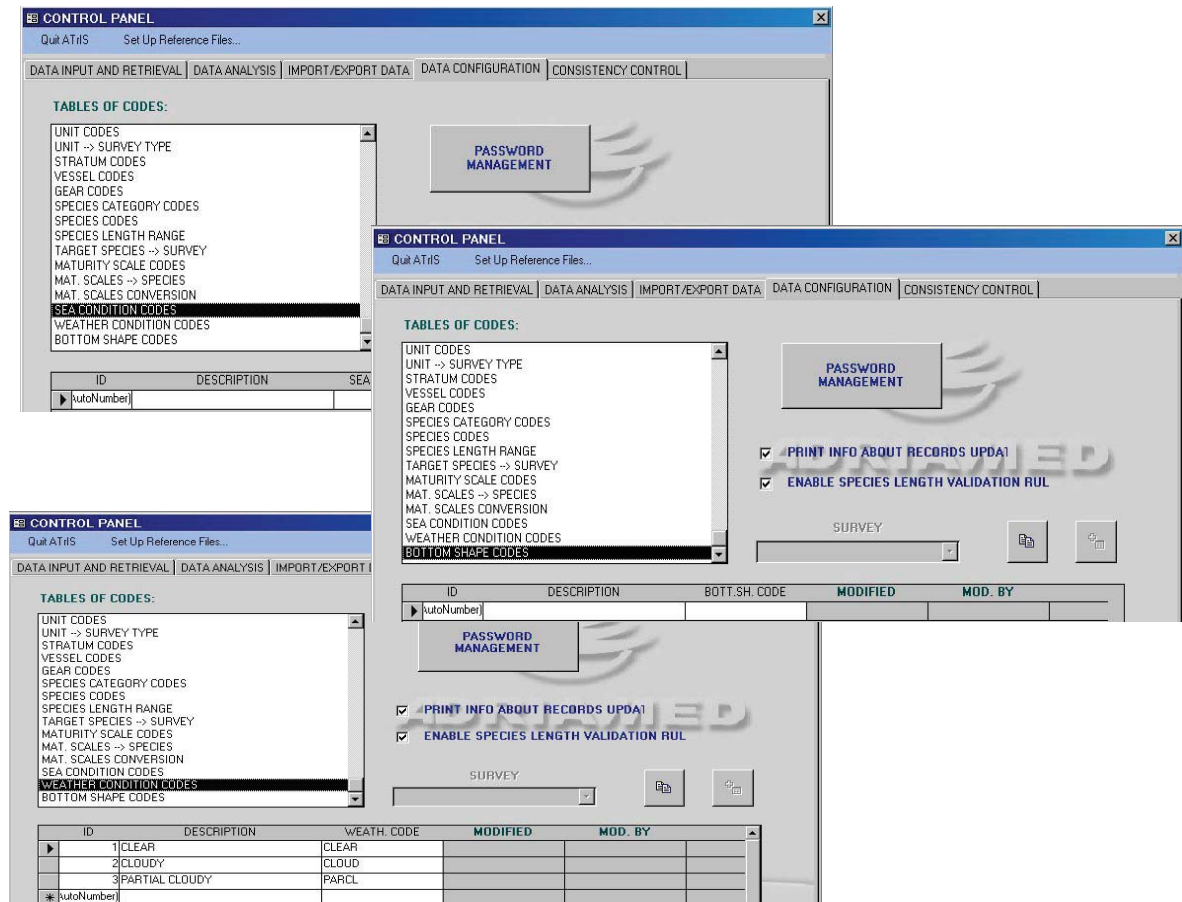 CONTROL PANEL
Quit ATrIS Set Up Reference Files...
DATA INPUT AND RETRIEVAL DATA ANALYSIS IMPORT/EXPORT DATA DATA CONFIGURATION CONSISTENCY CONTROL
TABLES OF CODES:
UNIT CODES
UNIT --> SURVEY TYPE
STRATUM CODES
VESSEL CODES
GEAR CODES
SPECIES CATEGORY CODES
SPECIES CODES
SPECIES LENGTH RANGE
TARGET SPECIES --> SURVEY
MATURITY SCALE CODES
MAT. SCALES --> SPECIES
MAT. SCALES CONVERSION
SEA CONDITION CODES
WEATHER CONDITION CODES
BOTTOM SHAPE CODES
PASSWORD
MANAGEMENT
ID DESCRIPTION SEA
AutoNumber)
CONTROL PANEL
Quit ATrIS Set Up Reference Files...
DATA INPUT AND RETRIEVAL DATA ANALYSIS IMPORT/EXPORT DATA DATA CONFIGURATION CONSISTENCY CONTROL
TABLES OF CODES:
UNIT CODES
UNIT --> SURVEY TYPE
STRATUM CODES
VESSEL CODES
GEAR CODES
SPECIES CATEGORY CODES
SPECIES CODES
SPECIES LENGTH RANGE
TARGET SPECIES --> SURVEY
MATURITY SCALE CODES
MAT. SCALES --> SPECIES
MAT. SCALES CONVERSION
SEA CONDITION CODES
WEATHER CONDITION CODES
BOTTOM SHAPE CODES
PASSWORD
MANAGEMENT
ADRIAMED
PRINT INFO ABOUT RECORDS UPDAT
ENABLE SPECIES LENGTH VALIDATION RUL
SURVEY
ID DESCRIPTION BOTT.SH. CODE MODIFIED MOD. BY
AutoNumber)
CONTROL PANEL
Quit ATrIS Set Up Reference Files...
DATA INPUT AND RETRIEVAL DATA ANALYSIS IMPORT/EXPORT
TABLES OF CODES:
UNIT CODES
UNIT --> SURVEY TYPE
STRATUM CODES
VESSEL CODES
GEAR CODES
SPECIES CATEGORY CODES
SPECIES CODES
SPECIES LENGTH RANGE
TARGET SPECIES --> SURVEY
MATURITY SCALE CODES
MAT. SCALES --> SPECIES
MAT. SCALES CONVERSION
SEA CONDITION CODES
WEATHER CONDITION CODES
BOTTOM SHAPE CODES
PASSWORD
MANAGEMENT
ADRIAMED
PRINT INFO ABOUT RECORDS UPDAT
ENABLE SPECIES LENGTH VALIDATION RUL
SURVEY
ID DESCRIPTION WEATH. CODE MODIFIED MOD. BY
1 CLEAR CLEAR
2 CLOUDY CLOUD
3 PARTIAL CLOUDY PARCL
AutoNumber)